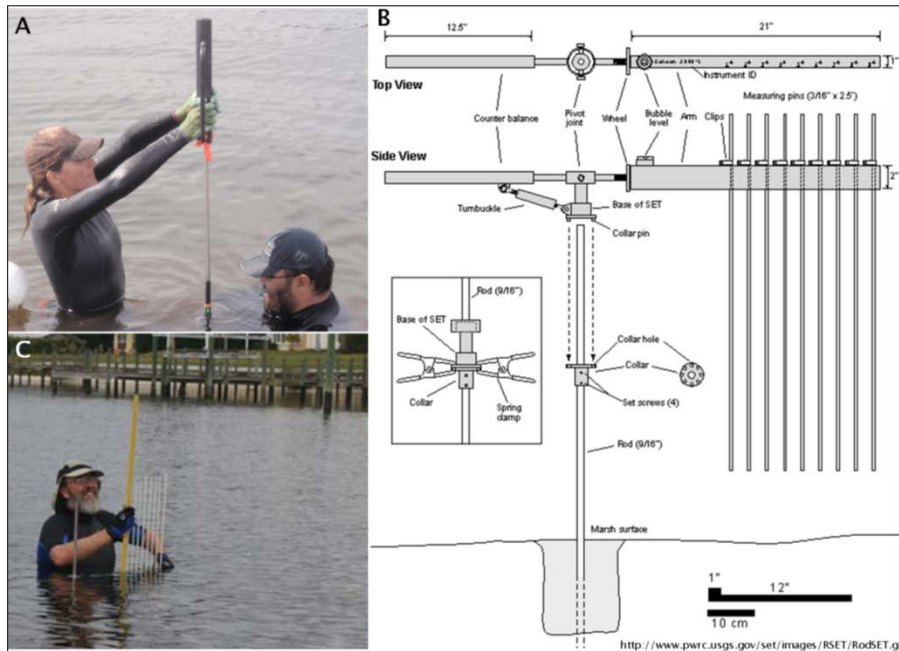 A
B
C
12.5"
21"
1"
Top View
Instrument ID
Measuring pins (3/16" x 2.5")
Counter balance
Pivot
joint
Wheel
Bubble
level
Arm
Clips
Side View
2"
Turnbuckle
Base of SET
Collar pin
Rod (9/16")
Base of SET
Collar
Spring
clamp
Collar hole
Collar
Set screws (4)
Rod (9/16")
Marsh surface
1"
12"
10 cm
http://www.pwrc.usgs.gov/set/images/RSET/RodSET.g